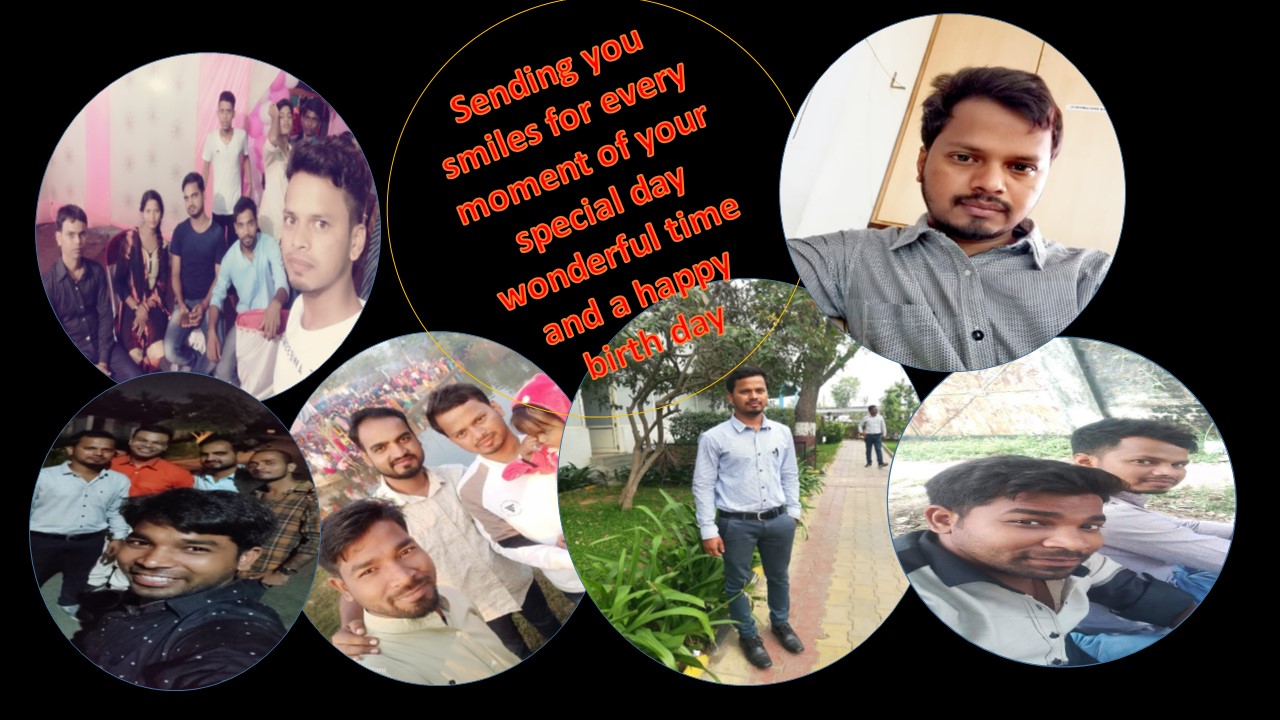 Sending you
smiles for every
moment of your
special day
wonderful time
and a happy
birth day